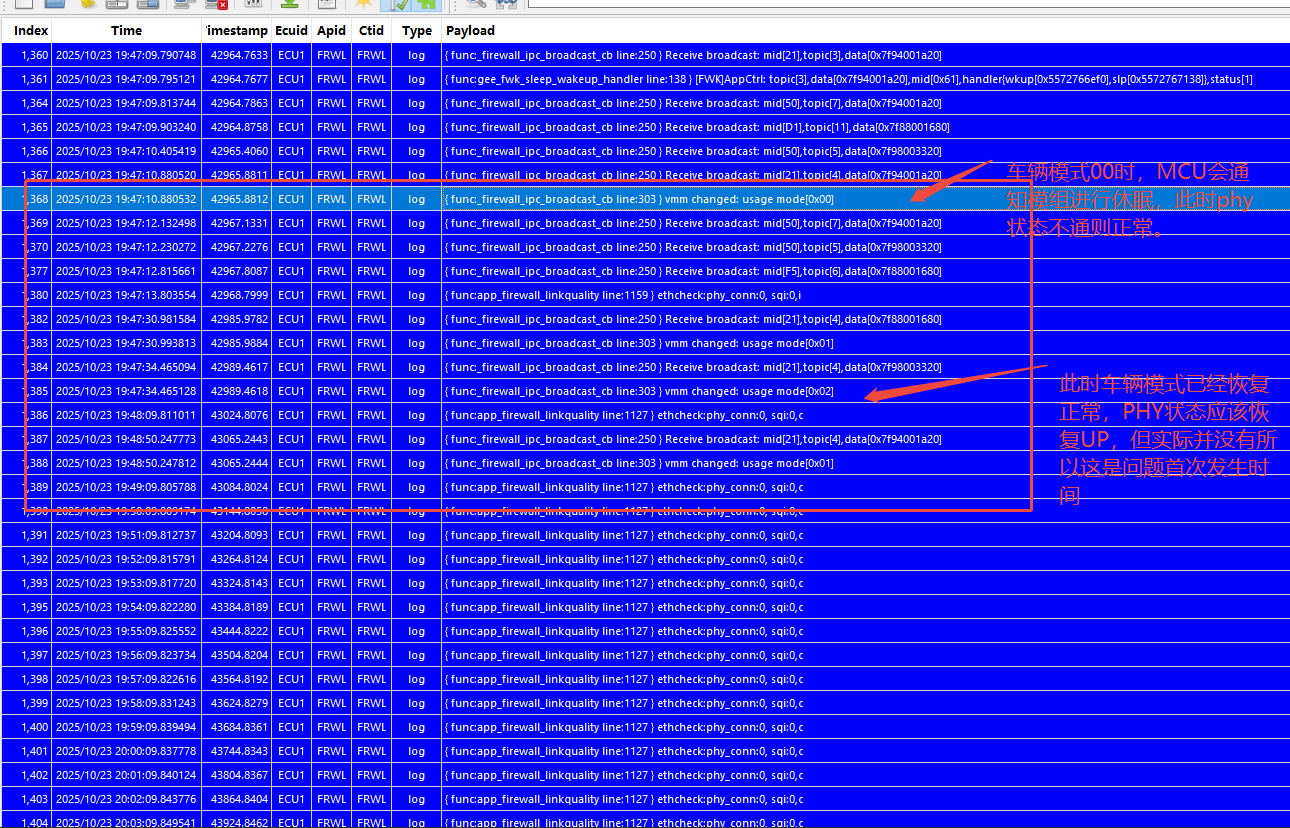 Index Time Timestamp Ecuid Apid Ctid Type Payload
1,360 2025/10/23 19:47:09.790748 42964.7633 ECU1 FRWL FRWL log { func:_firewall_ipc_broadcast_cb line:250 } Receive broadcast: mid[21],topic[3],data[0x7f94001a20]
1,361 2025/10/23 19:47:09.795121 42964.7677 ECU1 FRWL FRWL log { func:gee_fwk_sleep_wakeup_handler line:138 } [FWK]AppCtrl: topic[3],data[0x7f94001a20],mid[0x61],handler{wkup[0x5572766ef0],slp[0x5572767138]},status[1]
1,364 2025/10/23 19:47:09.813744 42964.7863 ECU1 FRWL FRWL log { func:_firewall_ipc_broadcast_cb line:250 } Receive broadcast: mid[50],topic[7],data[0x7f94001a20]
1,365 2025/10/23 19:47:09.903240 42964.8758 ECU1 FRWL FRWL log { func:_firewall_ipc_broadcast_cb line:250 } Receive broadcast: mid[D1],topic[11],data[0x7f88001680]
1,366 2025/10/23 19:47:10.405419 42965.4060 ECU1 FRWL FRWL log { func:_firewall_ipc_broadcast_cb line:250 } Receive broadcast: mid[50],topic[5],data[0x7f98003320]
1,367 2025/10/23 19:47:10.880520 42965.8811 ECU1 FRWL FRWL log { func:_firewall_ipc_broadcast_cb line:250 } Receive broadcast: mid[21],topic[4],data[0x7f94001a20]
1,368 2025/10/23 19:47:10.880532 42965.8812 ECU1 FRWL FRWL log { func:_firewall_ipc_broadcast_cb line:303 } vmm changed: usage mode[0x00]
1,369 2025/10/23 19:47:12.132498 42967.1331 ECU1 FRWL FRWL log { func:_firewall_ipc_broadcast_cb line:250 } Receive broadcast: mid[50],topic[7],data[0x7f94001a20]
1,370 2025/10/23 19:47:12.230272 42967.2276 ECU1 FRWL FRWL log { func:_firewall_ipc_broadcast_cb line:250 } Receive broadcast: mid[50],topic[5],data[0x7f98003320]
1,377 2025/10/23 19:47:12.815661 42967.8087 ECU1 FRWL FRWL log { func:_firewall_ipc_broadcast_cb line:250 } Receive broadcast: mid[F5],topic[6],data[0x7f88001680]
1,380 2025/10/23 19:47:13.803554 42968.7999 ECU1 FRWL FRWL log { func:app_firewall_linkquality line:1159 } ethcheck:phy_conn:0, sqi:0,i
1,382 2025/10/23 19:47:30.981584 42985.9782 ECU1 FRWL FRWL log { func:_firewall_ipc_broadcast_cb line:250 } Receive broadcast: mid[21],topic[4],data[0x7f88001680]
1,383 2025/10/23 19:47:30.993813 42985.9884 ECU1 FRWL FRWL log { func:_firewall_ipc_broadcast_cb line:303 } vmm changed: usage mode[0x01]
1,384 2025/10/23 19:47:34.465094 42989.4617 ECU1 FRWL FRWL log { func:_firewall_ipc_broadcast_cb line:250 } Receive broadcast: mid[21],topic[4],data[0x7f98003320]
1,385 2025/10/23 19:47:34.465128 42989.4618 ECU1 FRWL FRWL log { func:_firewall_ipc_broadcast_cb line:303 } vmm changed: usage mode[0x02]
1,386 2025/10/23 19:48:09.811011 43024.8076 ECU1 FRWL FRWL log { func:app_firewall_linkquality line:1127 } ethcheck:phy_conn:0, sqi:0,c
1,387 2025/10/23 19:48:50.247773 43065.2443 ECU1 FRWL FRWL log { func:_firewall_ipc_broadcast_cb line:250 } Receive broadcast: mid[21],topic[4],data[0x7f94001a20]
1,388 2025/10/23 19:48:50.247812 43065.2444 ECU1 FRWL FRWL log { func:_firewall_ipc_broadcast_cb line:303 } vmm changed: usage mode[0x01]
1,389 2025/10/23 19:49:09.805788 43084.8024 ECU1 FRWL FRWL log { func:app_firewall_linkquality line:1127 } ethcheck:phy_conn:0, sqi:0,c
1,390 2025/10/23 ECU1 FRWL FRWL log { func:app_firewall_linkquality line:1127 } ethcheck:phy_conn:0, sqi:0,c
1,391 2025/10/23 19:51:09.812737 43204.8093 ECU1 FRWL FRWL log { func:app_firewall_linkquality line:1127 } ethcheck:phy_conn:0, sqi:0,c
1,392 2025/10/23 19:52:09.815791 43264.8124 ECU1 FRWL FRWL log { func:app_firewall_linkquality line:1127 } ethcheck:phy_conn:0, sqi:0,c
1,393 2025/10/23 19:53:09.817720 43324.8143 ECU1 FRWL FRWL log { func:app_firewall_linkquality line:1127 } ethcheck:phy_conn:0, sqi:0,c
1,395 2025/10/23 19:54:09.822280 43384.8189 ECU1 FRWL FRWL log { func:app_firewall_linkquality line:1127 } ethcheck:phy_conn:0, sqi:0,c
1,396 2025/10/23 19:55:09.825552 43444.8222 ECU1 FRWL FRWL log { func:app_firewall_linkquality line:1127 } ethcheck:phy_conn:0, sqi:0,c
1,397 2025/10/23 19:56:09.823734 43504.8204 ECU1 FRWL FRWL log { func:app_firewall_linkquality line:1127 } ethcheck:phy_conn:0, sqi:0,c
1,398 2025/10/23 19:57:09.822616 43564.8192 ECU1 FRWL FRWL log { func:app_firewall_linkquality line:1127 } ethcheck:phy_conn:0, sqi:0,c
1,399 2025/10/23 19:58:09.831243 43624.8279 ECU1 FRWL FRWL log { func:app_firewall_linkquality line:1127 } ethcheck:phy_conn:0, sqi:0,c
1,400 2025/10/23 19:59:09.839494 43684.8361 ECU1 FRWL FRWL log { func:app_firewall_linkquality line:1127 } ethcheck:phy_conn:0, sqi:0,c
1,401 2025/10/23 20:00:09.837778 43744.8343 ECU1 FRWL FRWL log { func:app_firewall_linkquality line:1127 } ethcheck:phy_conn:0, sqi:0,c
1,402 2025/10/23 20:01:09.840124 43804.8367 ECU1 FRWL FRWL log { func:app_firewall_linkquality line:1127 } ethcheck:phy_conn:0, sqi:0,c
1,403 2025/10/23 20:02:09.843776 43864.8404 ECU1 FRWL FRWL log { func:app_firewall_linkquality line:1127 } ethcheck:phy_conn:0, sqi:0,c
1,404 2025/10/23 20:03:09.849541 43924.8462 ECU1 FRWL FRWL log { func:app_firewall_linkquality line:1127 } ethcheck:phy_conn:0, sqi:0,c
车辆模式00时，MCU会通
知模组进行休眠，此时phy
状态不通则正常。
此时车辆模式已经恢复
正常，PHY状态应该恢
复UP，但实际并没有所
以这是问题首次发生时
间